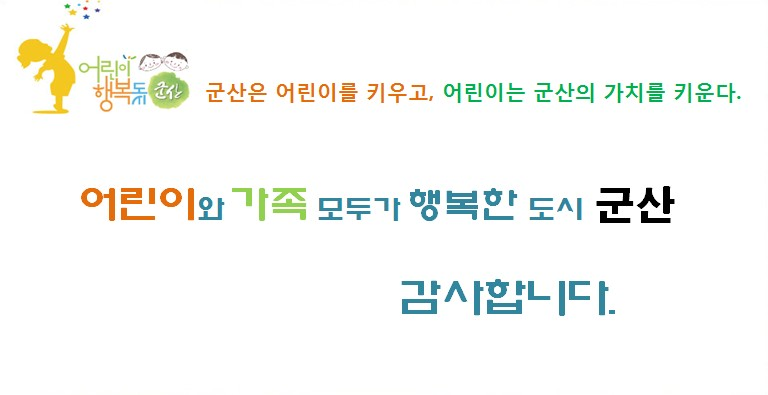 어린이
행복도시 군산
군산은 어린이를 키우고, 어린이는 군산의 가치를 키운다.
어린이와 가족 모두가 행복한 도시 군산
감사합니다.